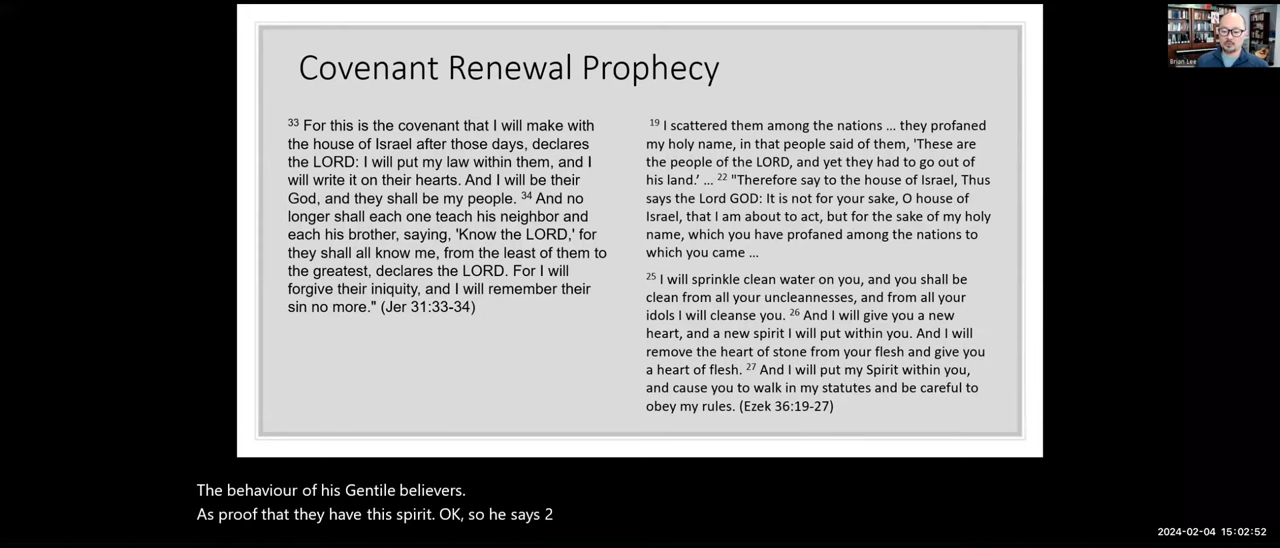 Covenant Renewal Prophecy
33 For this is the covenant that I will make with
the house of Israel after those days, declares
the LORD: I will put my law within them, and I
will write it on their hearts. And I will be their
God, and they shall be my people. 34 And no
longer shall each one teach his neighbor and
each his brother, saying, 'Know the LORD,' for
they shall all know me, from the least of them to
the greatest, declares the LORD. For I will
forgive their iniquity, and I will remember their
sin no more." (Jer 31:33-34)
19 I scattered them among the nations ... they profaned
my holy name, in that people said of them, 'These are
the people of the LORD, and yet they had to go out of
his land.’ ... 22 "Therefore say to the house of Israel, Thus
says the Lord GOD: It is not for your sake, O house of
Israel, that I am about to act, but for the sake of my holy
name, which you have profaned among the nations to
which you came ...
25 I will sprinkle clean water on you, and you shall be
clean from all your uncleannesses, and from all your
idols I will cleanse you. 26 And I will give you a new
heart, and a new spirit I will put within you. And I will
remove the heart of stone from your flesh and give you
a heart of flesh. 27 And I will put my Spirit within you,
and cause you to walk in my statutes and be careful to
obey my rules. (Ezek 36:19-27)
Brian Lee
The behaviour of his Gentile believers.
As proof that they have this spirit. OK, so he says 2
2024-02-04 15:02:52